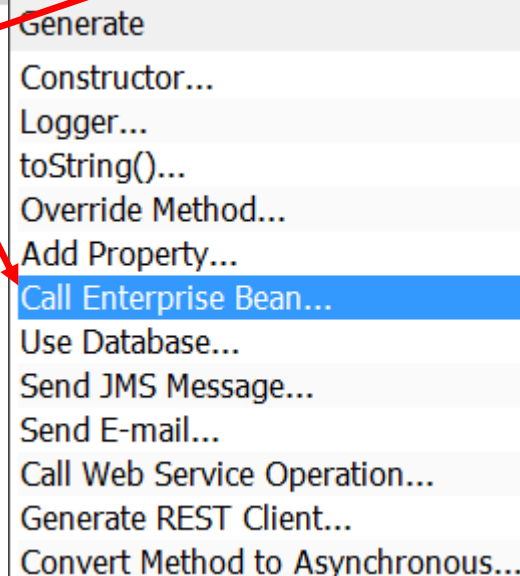 Generate
Constructor...
Logger...
toString()...
Override Method...
Add Property...
Call Enterprise Bean...
Use Database...
Send JMS Message...
Send E-mail...
Call Web Service Operation...
Generate REST Client...
Convert Method to Asynchronous...